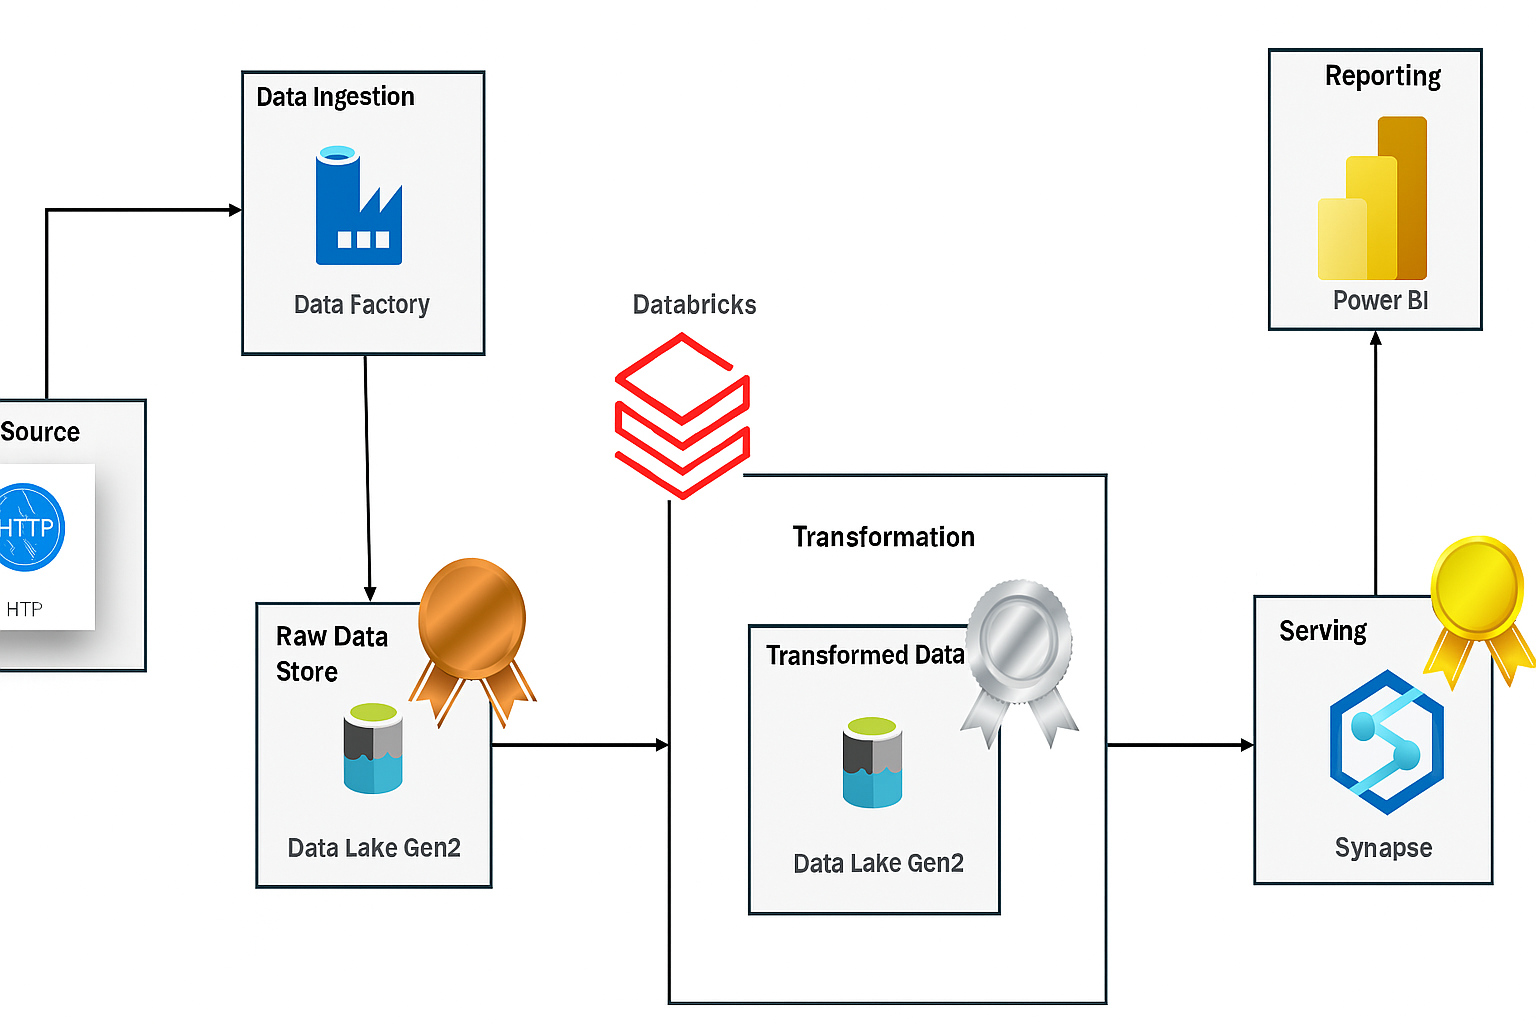 Data Ingestion
Data Factory
Source
HTTP
HTP
Raw Data
Store
Data Lake Gen2
Databricks
Transformation
Transformed Data
Data Lake Gen2
Serving
Synapse
Reporting
Power BI